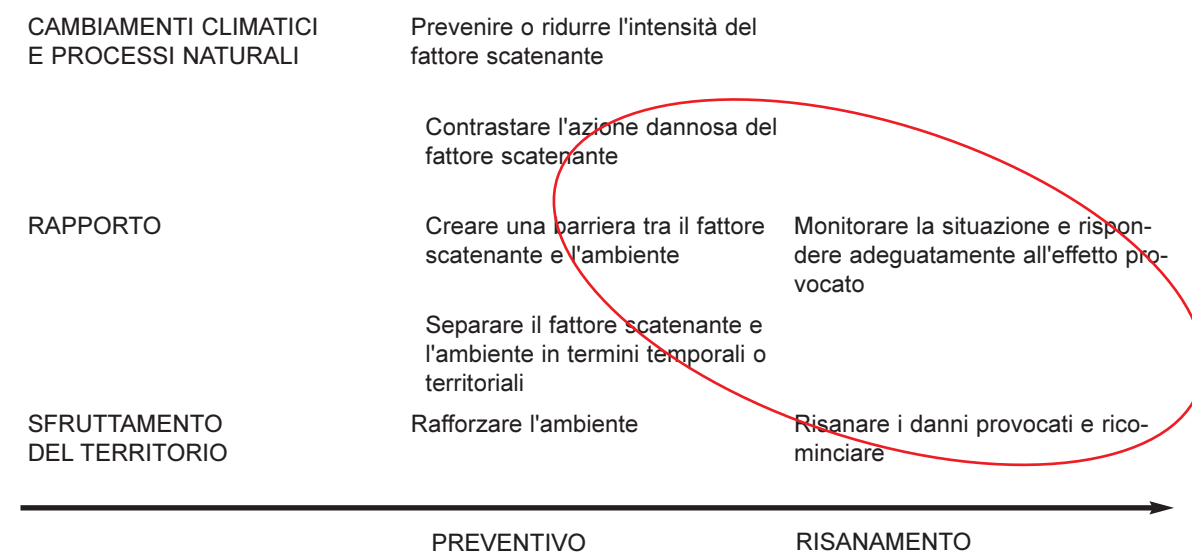 CAMBIAMENTI CLIMATICI
E PROCESSI NATURALI
Prevenire o ridurre l'intensità del
fattore scatenante
Contrastare l'azione dannosa del
fattore scatenante
RAPPORTO
Creare una barriera tra il fattore
scatenante e l'ambiente
Monitorare la situazione e rispon-
dere adeguatamente all'effetto pro-
vocato
Separare il fattore scatenante e
l'ambiente in termini temporali o
territoriali
SFRUTTAMENTO
DEL TERRITORIO
Rafforzare l'ambiente
Risanare i danni provocati e rico-
minciare
PREVENTIVO
RISANAMENTO